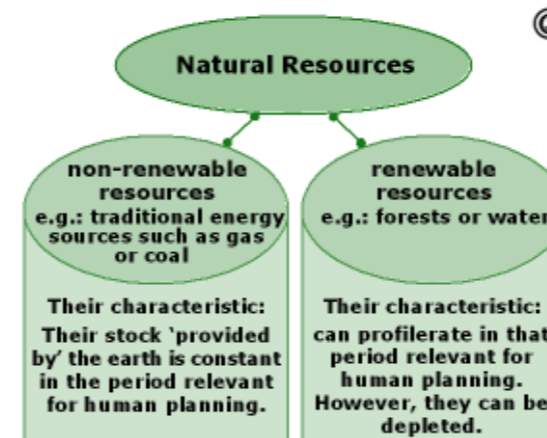 ©
Natural Resources
non-renewable
resources
e.g.: traditional energy
sources such as gas
or coal
Their characteristic:
Their stock ‘provided
by’ the earth is constant
in the period relevant
for human planning.
renewable
resources
e.g.: forests or water
Their characteristic:
can profilerate in that
period relevant for
human planning.
However, they can be
depleted.